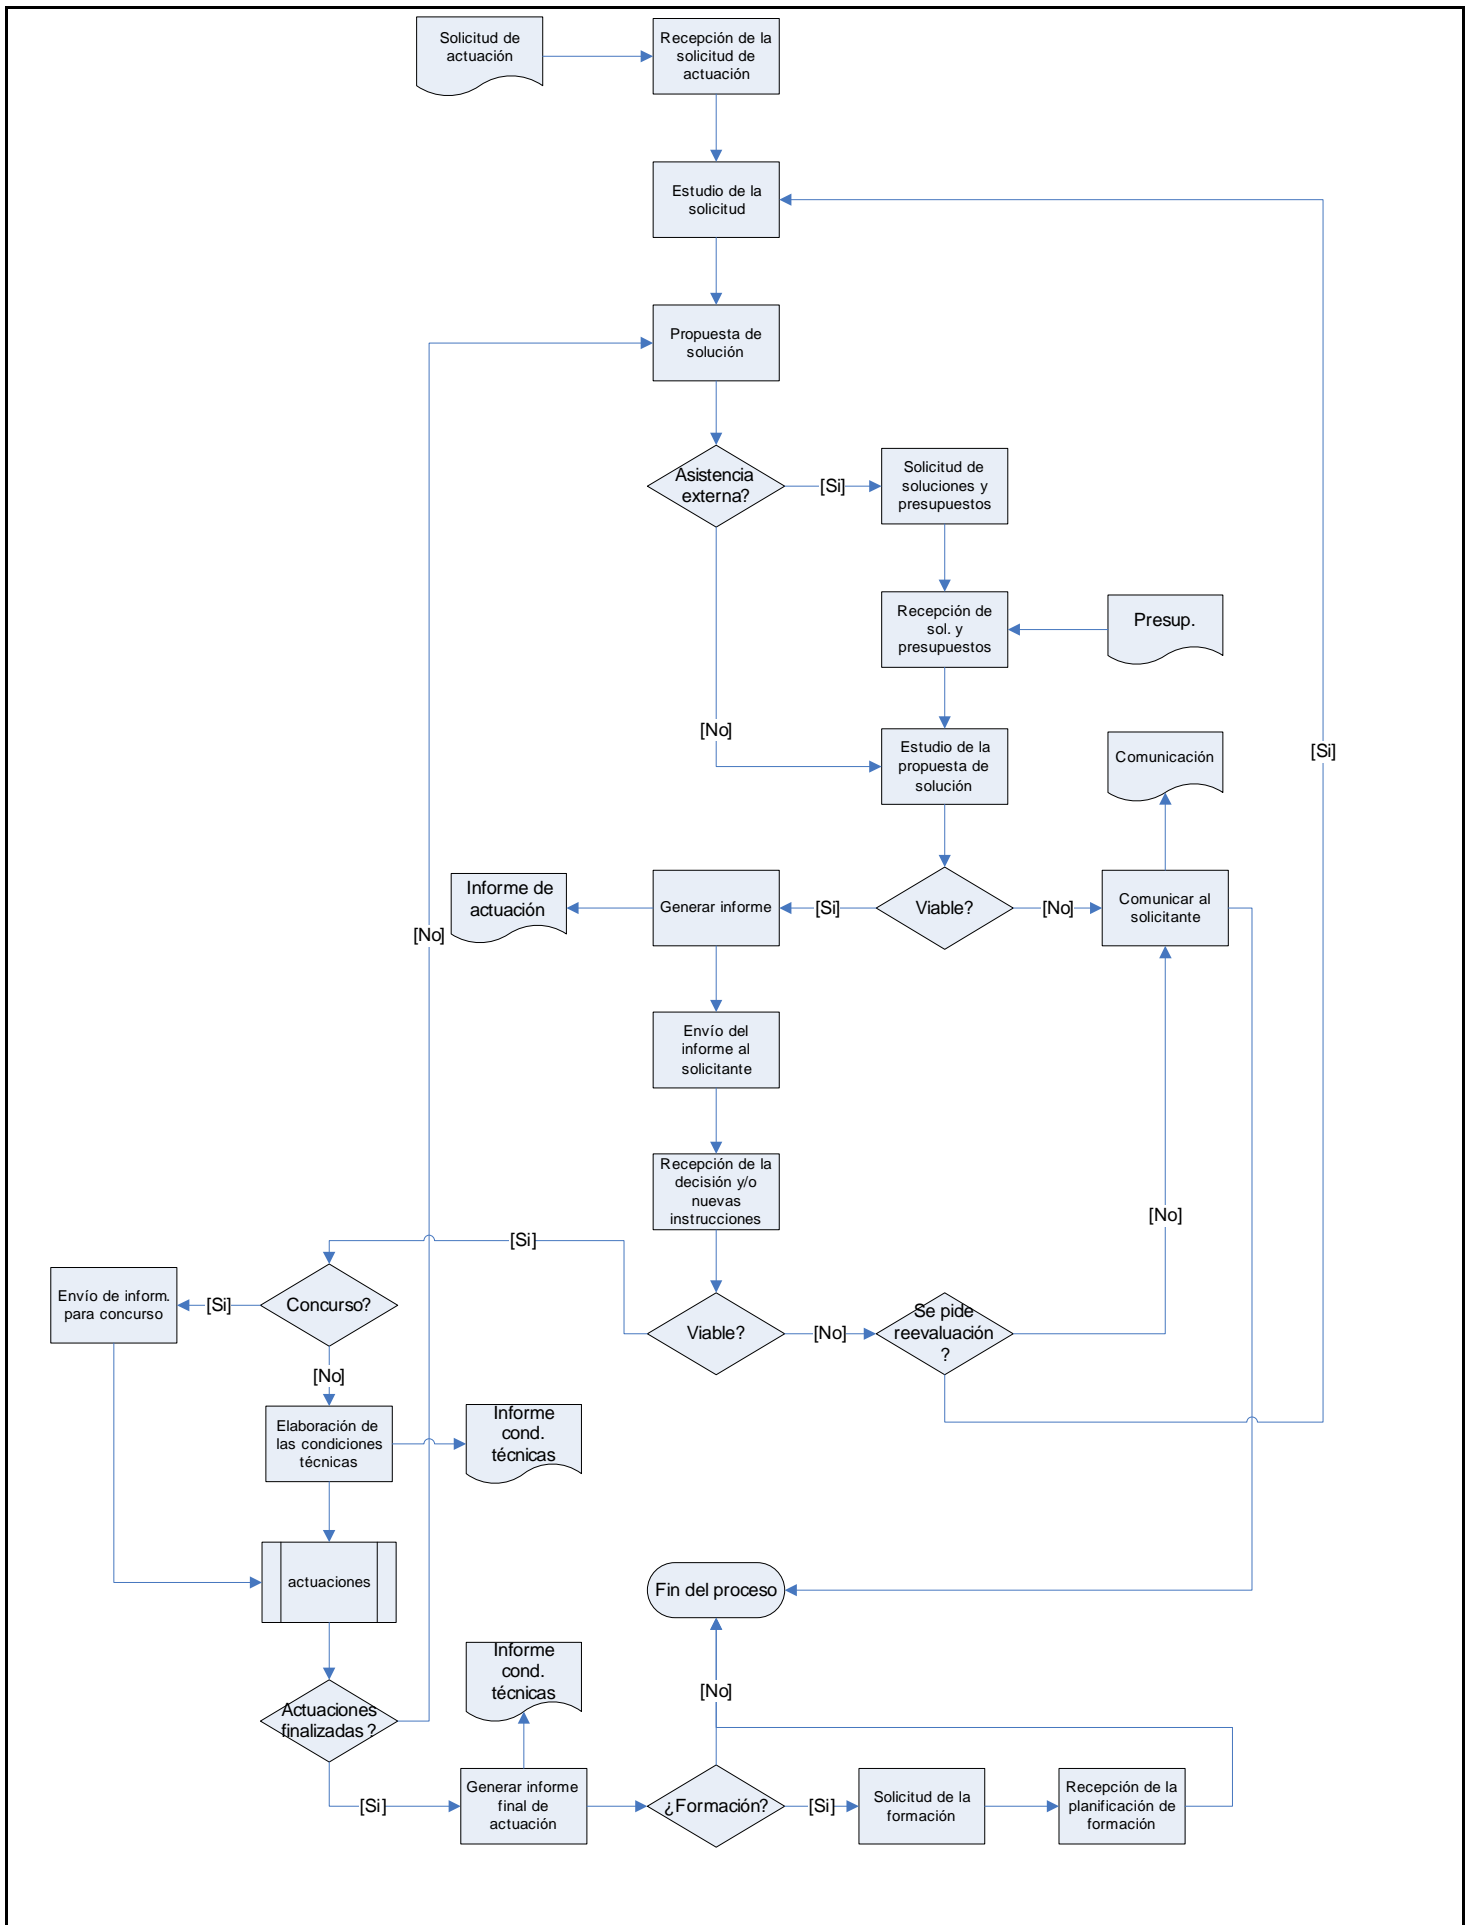 Solicitud de
actuación
Recepción de la
solicitud de
actuación
Estudio de la
solicitud
Propuesta de
solución
Asistencia
externa?
[Si]
Solicitud de
soluciones y
presupuestos
Recepción de
sol. y
presupuestos
Presup.
[No]
Estudio de la
propuesta de
solución
Comunicación
[Si]
Informe de
actuación
Generar informe
[Si]
Viable?
[No]
Comunicar al
solicitante
[No]
Envío del
informe al
solicitante
Recepción de la
decisión y/o
nuevas
instrucciones
[No]
[Si]
Envío de inform.
para concurso
[Si]
Concurso?
Viable?
[No]
Se pide
reevaluación
?
[No]
Elaboración de
las condiciones
técnicas
Informe
cond.
técnicas
actuaciones
Fin del proceso
Informe
cond.
técnicas
[No]
Actuaciones
finalizadas ?
[Si]
Generar informe
final de
actuación
¿Formación?
[Si]
Solicitud de la
formación
Recepción de la
planificación de
formación